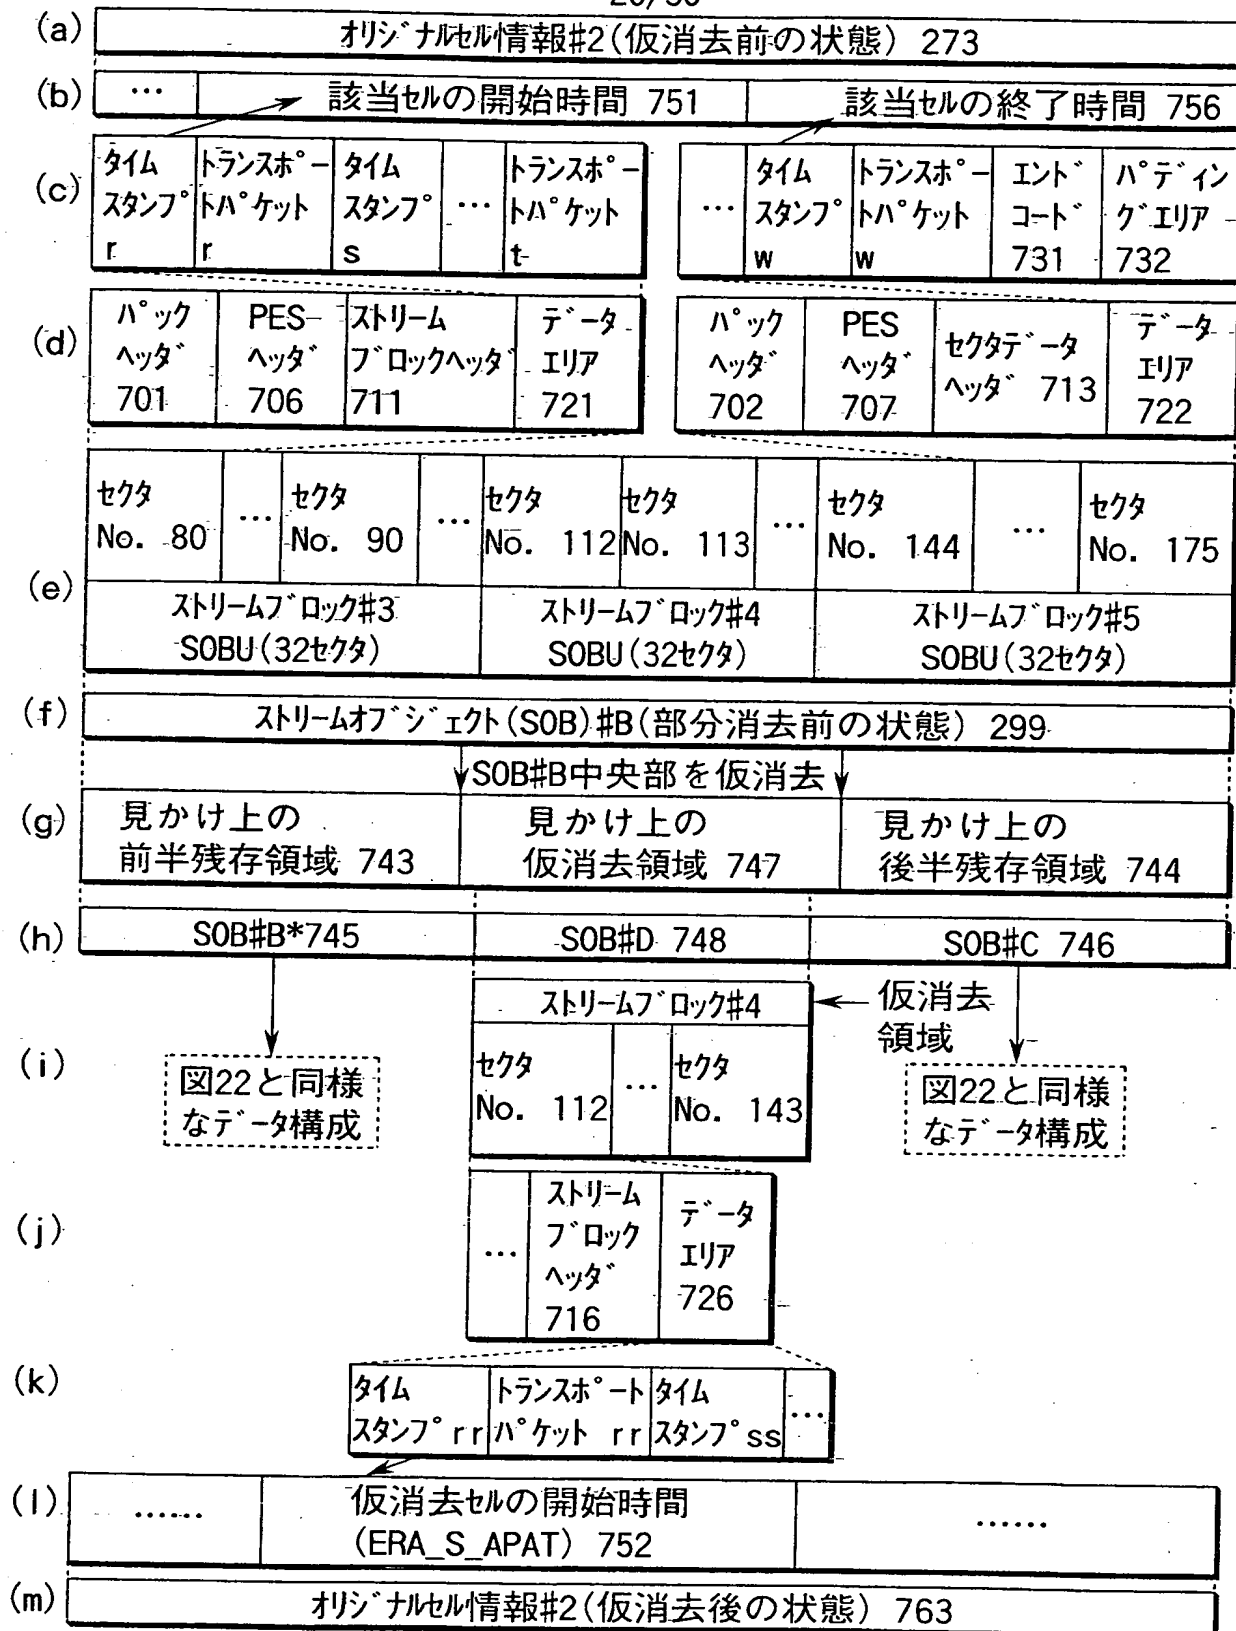 (a) オリジナルセル情報#2(仮消去前の状態) 273
(b) … 該当セルの開始時間 751 該当セルの終了時間 756
(c)
タイム
スタンプ
r
トランスポー
トパケット
r
タイム
スタンプ
s
…
トランスポー
トパケット
t
…
タイム
スタンプ
w
トランスポー
トパケット
w
エンド
コード
731
パディン
グエリア
732
(d)
パック
ヘッダ
701
PES
ヘッダ
706
ストリーム
ブロックヘッダ
711
データ
エリア
721
パック
ヘッダ
702
PES
ヘッダ
707
セクタデータ
ヘッダ 713
データ
エリア
722
(e)
セクタ
No. 80
…
セクタ
No. 90
…
セクタ
No. 112
セクタ
No. 113
…
セクタ
No. 144
…
セクタ
No. 175
ストリームブロック#3
SOBU(32セクタ)
ストリームブロック#4
SOBU(32セクタ)
ストリームブロック#5
SOBU(32セクタ)
(f) ストリームオブジェクト(SOB)#B(部分消去前の状態) 299
SOB#B中央部を仮消去
(g)
見かけ上の
前半残存領域 743
見かけ上の
仮消去領域 747
見かけ上の
後半残存領域 744
(h) SOB#B*745 SOB#D 748 SOB#C 746
(i)
ストリームブロック#4
仮消去
領域
セクタ
No. 112
…
セクタ
No. 143
図22と同様
なデータ構成
図22と同様
なデータ構成
(j)
…
ストリーム
ブロック
ヘッダ
716
データ
エリア
726
(k)
タイム
スタンプrr
トランスポート
パケット rr
タイム
スタンプss
…
(l)
……
仮消去セルの開始時間
(ERA_S_APAT) 752
……
(m) オリジナルセル情報#2(仮消去後の状態) 763